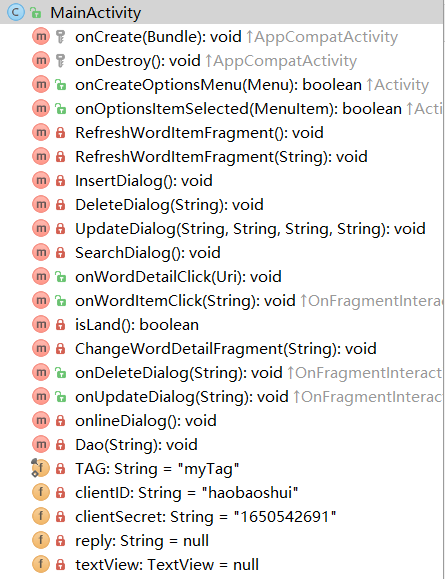 MainActivity
onCreate(Bundle): void ↑AppCompatActivity
onDestroy(): void ↑AppCompatActivity
onCreateOptionsMenu(Menu): boolean ↑Activity
onOptionsItemSelected(MenuItem): boolean ↑Acti
RefreshWordItemFragment(): void
RefreshWordItemFragment(String): void
InsertDialog(): void
DeleteDialog(String): void
UpdateDialog(String, String, String, String): void
SearchDialog(): void
onWordDetailClick(Uri): void
onWordItemClick(String): void ↑OnFragmentInterac
isLand(): boolean
ChangeWordDetailFragment(String): void
onDeleteDialog(String): void ↑OnFragmentInteract
onUpdateDialog(String): void ↑OnFragmentInterac
onlineDialog(): void
Dao(String): void
TAG: String = "myTag"
clientID: String = "haobaoshui"
clientSecret: String = "1650542691"
reply: String = null
textView: TextView = null